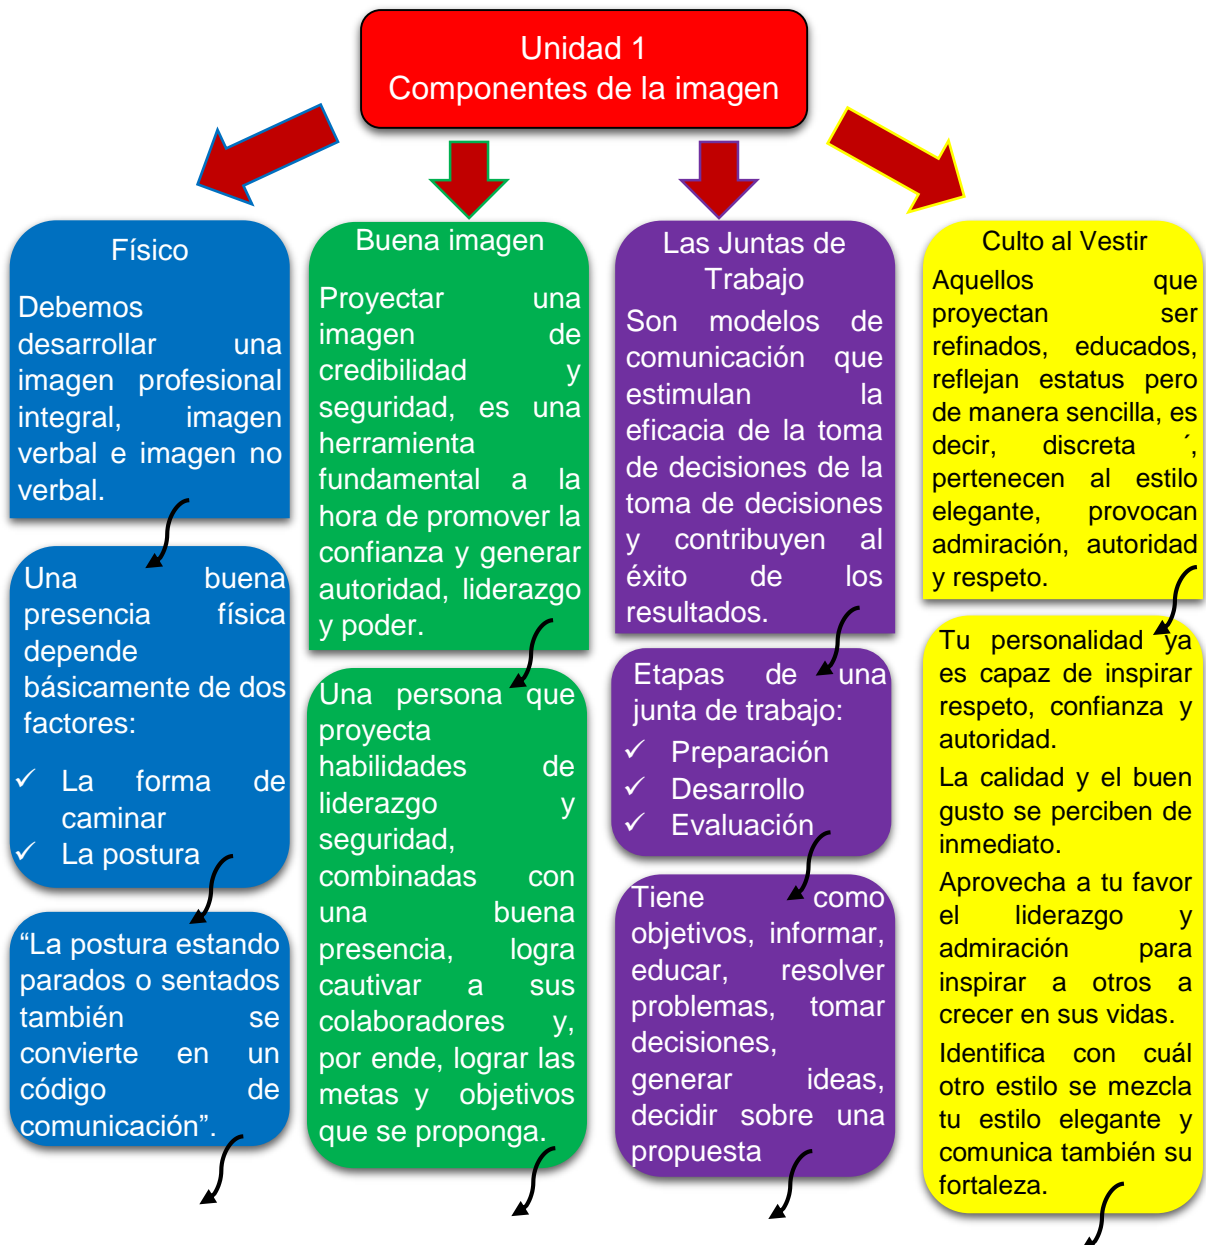 Unidad 1
Componentes de la imagen
Físico
Debemos
desarrollar una
imagen profesional
integral, imagen
verbal e imagen no
verbal.
Una buena
presencia física
depende
básicamente de dos
factores:
✓ La forma de
caminar
✓ La postura
“La postura estando
parados o sentados
también se
convierte en un
código de
comunicación”.
Buena imagen
Proyectar una
imagen de
credibilidad y
seguridad, es una
herramienta
fundamental a la
hora de promover la
confianza y generar
autoridad, liderazgo
y poder.
Una persona que
proyecta
habilidades de
liderazgo y
seguridad,
combinadas con
una buena
presencia, logra
cautivar a sus
colaboradores y,
por ende, lograr las
metas y objetivos
que se proponga.
Las Juntas de
Trabajo
Son modelos de
comunicación que
estimulan la
eficacia de la toma
de decisiones de la
toma de decisiones
y contribuyen al
éxito de los
resultados.
Etapas de una
junta de trabajo:
✓ Preparación
✓ Desarrollo
✓ Evaluación
Tiene como
objetivos, informar,
educar, resolver
problemas, tomar
decisiones,
generar ideas,
decidir sobre una
propuesta
Culto al Vestir
Aquellos que
proyectan ser
refinados, educados,
reflejan estatus pero
de manera sencilla, es
decir, discreta ´,
pertenecen al estilo
elegante, provocan
admiración, autoridad
y respeto.
Tu personalidad ya
es capaz de inspirar
respeto, confianza y
autoridad.
La calidad y el buen
gusto se perciben de
inmediato.
Aprovecha a tu favor
el liderazgo y
admiración para
inspirar a otros a
crecer en sus vidas.
Identifica con cuál
otro estilo se mezcla
tu estilo elegante y
comunica también su
fortaleza.